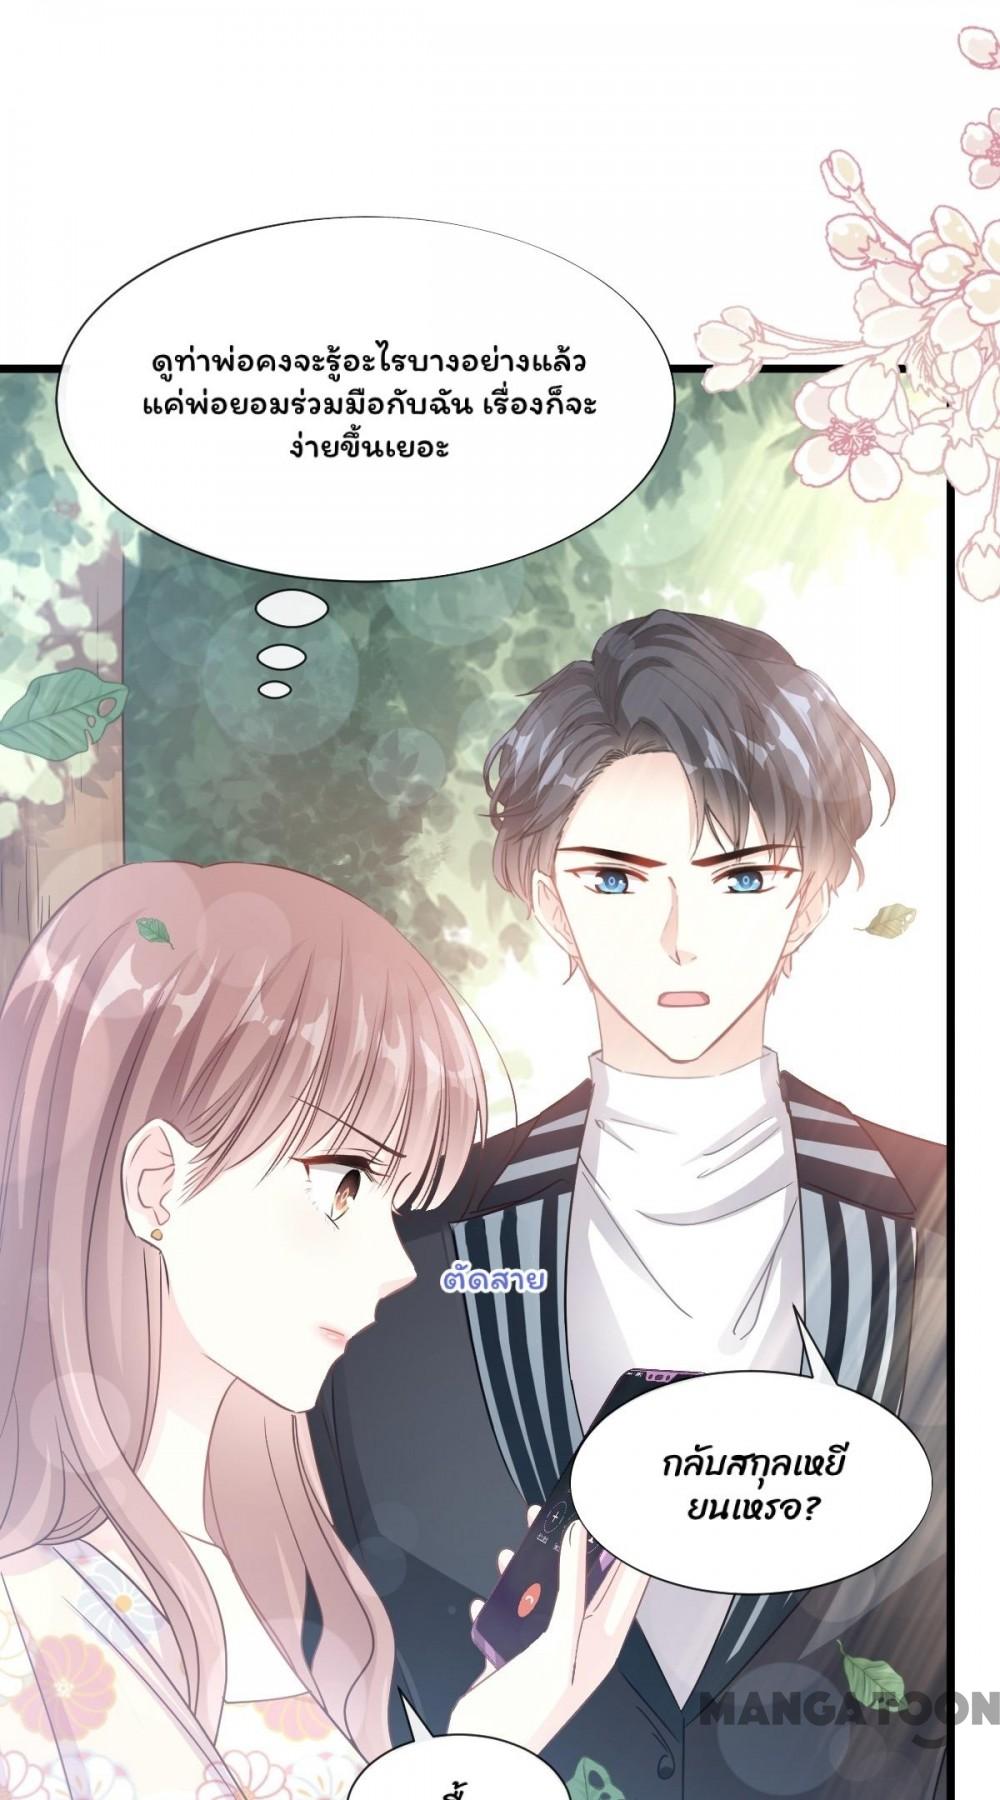 ดูท่าพ่อคงจะรู้อะไรบางอย่างแล้ว
แค่พ่อยอมร่วมมือกับฉัน เรื่องก็จะ
ง่ายขึ้นเยอะ
ตัดสาย
กลับสกุลเหยี
ยนเหรอ?
MANGATOON